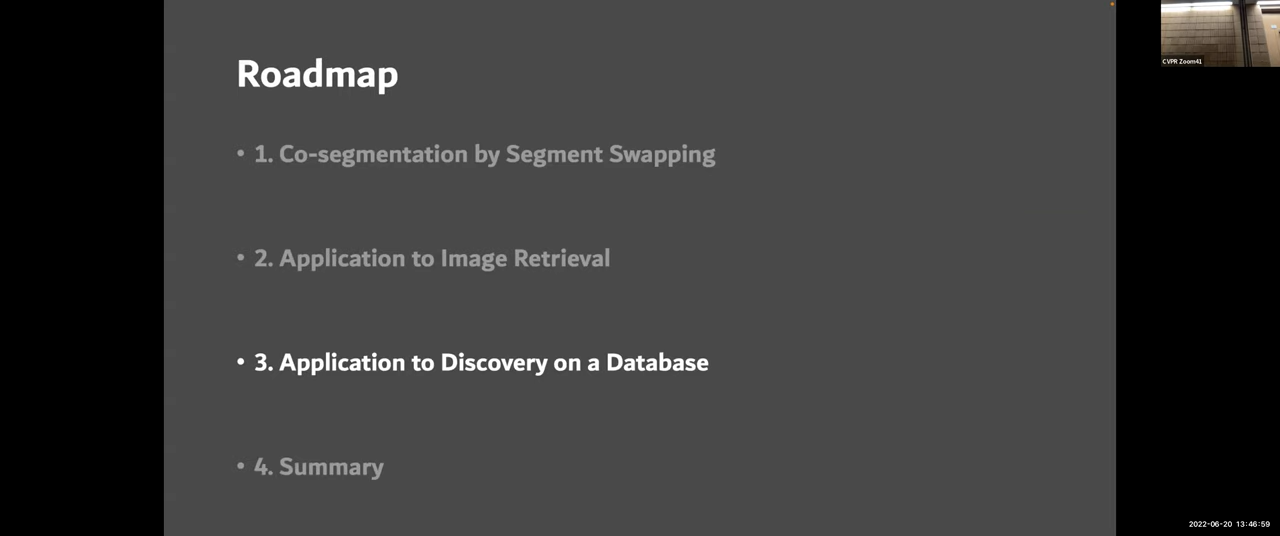 Roadmap
• 1. Co-segmentation by Segment Swapping
• 2. Application to Image Retrieval
• 3. Application to Discovery on a Database
• 4. Summary
CVPR Zoom41
2022-06-20 13:46:59